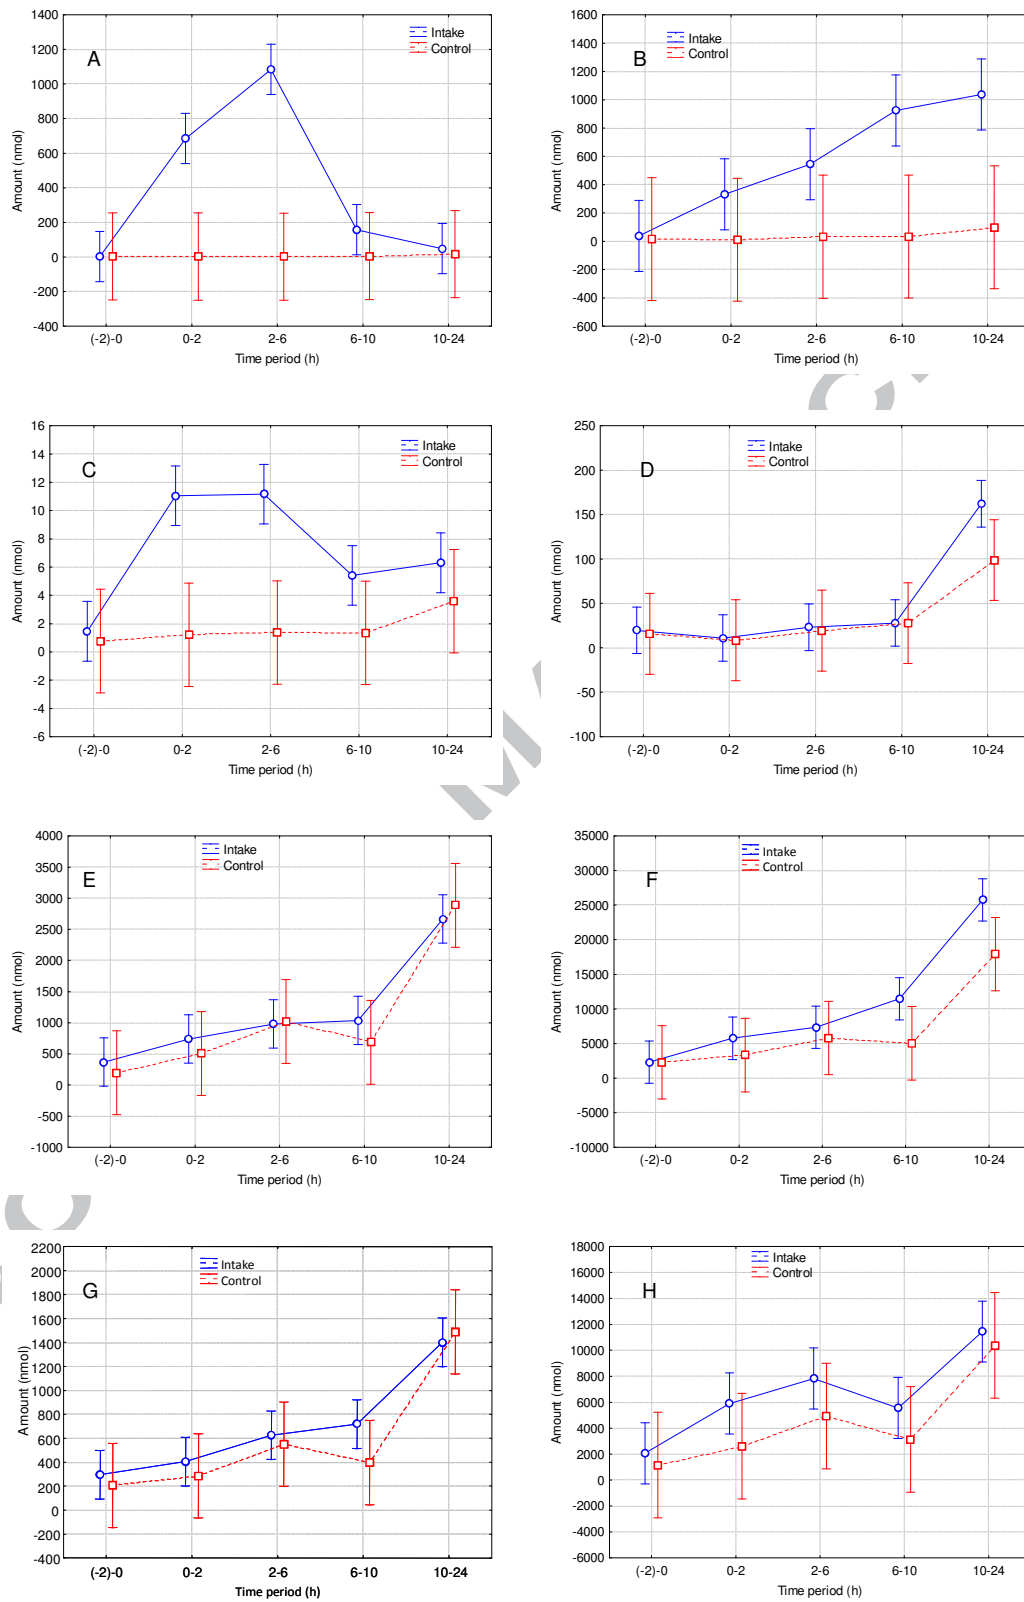 A
Intake
Control
1400
1200
1000
800
600
400
200
0
-200
-400
Amount (nmol)
(-2)-0 0-2 2-6 6-10 10-24
Time period (h)
B
Intake
Control
1600
1400
1200
1000
800
600
400
200
0
-200
-400
-600
Amount (nmol)
(-2)-0 0-2 2-6 6-10 10-24
Time period (h)
C
Intake
Control
16
14
12
10
8
6
4
2
0
-2
-4
-6
Amount (nmol)
(-2)-0 0-2 2-6 6-10 10-24
Time period (h)
D
Intake
Control
250
200
150
100
50
0
-50
-100
Amount (nmol)
(-2)-0 0-2 2-6 6-10 10-24
Time period (h)
E
Intake
Control
4000
3500
3000
2500
2000
1500
1000
500
0
-500
-1000
Amount (nmol)
(-2)-0 0-2 2-6 6-10 10-24
Time period (h)
F
Intake
Control
35000
30000
25000
20000
15000
10000
5000
0
-5000
-10000
Amount (nmol)
(-2)-0 0-2 2-6 6-10 10-24
Time period (h)
G
Intake
Control
2200
2000
1800
1600
1400
1200
1000
800
600
400
200
0
-200
-400
Amount (nmol)
(-2)-0 0-2 2-6 6-10 10-24
Time period (h)
H
Intake
Control
18000
16000
14000
12000
10000
8000
6000
4000
2000
0
-2000
-4000
-6000
Amount (nmol)
(-2)-0 0-2 2-6 6-10 10-24
Time period (h)